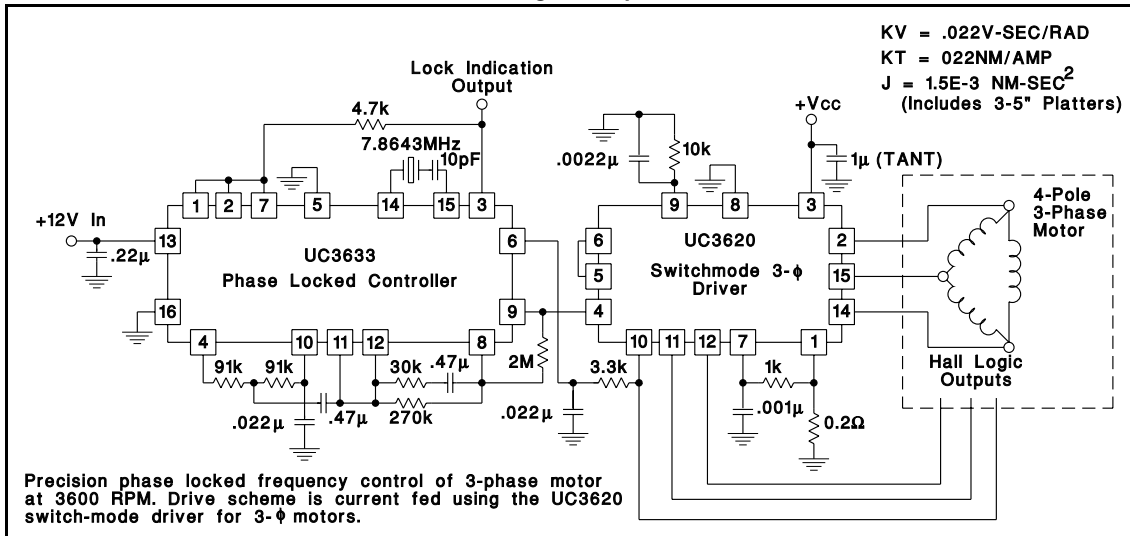 KV = .022V-SEC/RAD
KT = 022NM/AMP
J = 1.5E-3 NM-SEC2
(Includes 3-5" Platters)
Lock Indication
Output
4.7k
7.8643MHz
10pF
+Vcc
.0022μ
10k
1μ (TANT)
1
2
7
5
14
15
3
9
8
3
4-Pole
3-Phase
Motor
+12V In
13
.22μ
UC3633
Phase Locked Controller
6
6
5
UC3620
Switchmode 3-ϕ
Driver
2
15
16
9
4
14
4
10
11
12
8
10
11
12
7
1
Hall Logic
Outputs
91k
91k
30k
.47μ
2M
3.3k
1k
.022μ
.47μ
270k
.022μ
.001μ
0.2Ω
Precision phase locked frequency control of 3-phase motor
at 3600 RPM. Drive scheme is current fed using the UC3620
switch-mode driver for 3-ϕ motors.